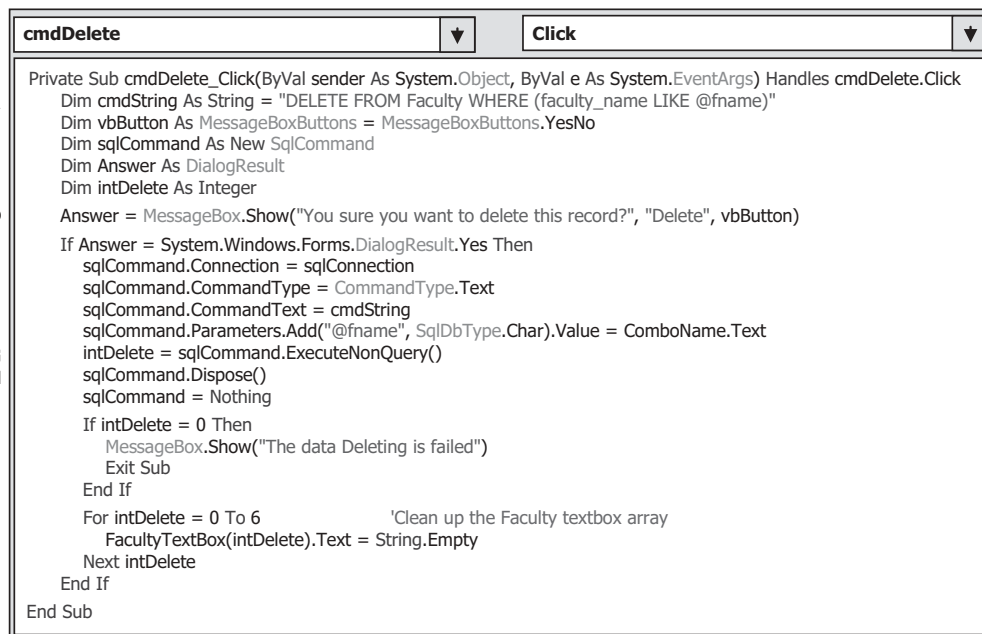 cmdDelete
Click
Private Sub cmdDelete_Click(ByVal sender As System.Object, ByVal e As System.EventArgs) Handles cmdDelete.Click
Dim cmdString As String = "DELETE FROM Faculty WHERE (faculty_name LIKE @fname)"
Dim vbButton As MessageBoxButtons = MessageBoxButtons.YesNo
Dim sqlCommand As New SqlCommand
Dim Answer As DialogResult
Dim intDelete As Integer
Answer = MessageBox.Show("You sure you want to delete this record?", "Delete", vbButton)
If Answer = System.Windows.Forms.DialogResult.Yes Then
sqlCommand.Connection = sqlConnection
sqlCommand.CommandType = CommandType.Text
sqlCommand.CommandText = cmdString
sqlCommand.Parameters.Add("@fname", SqlDbType.Char).Value = ComboName.Text
intDelete = sqlCommand.ExecuteNonQuery()
sqlCommand.Dispose()
sqlCommand = Nothing
If intDelete = 0 Then
MessageBox.Show("The data Deleting is failed")
Exit Sub
End If
For intDelete = 0 To 6 'Clean up the Faculty textbox array
FacultyTextBox(intDelete).Text = String.Empty
Next intDelete
End If
End Sub